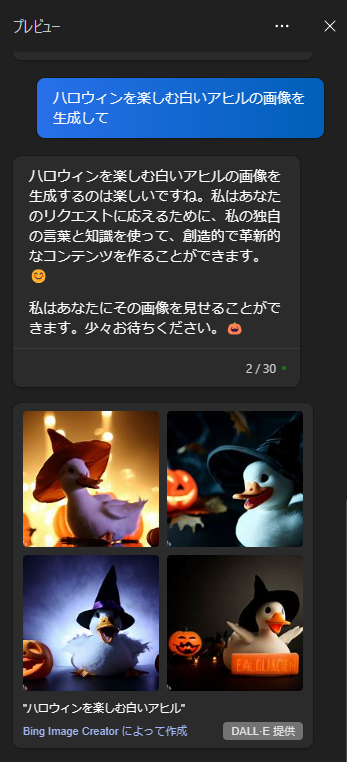 プレビュー
ハロウィンを楽しむ白いアヒルの画像を
生成して
ハロウィンを楽しむ白いアヒルの画像を
生成するのは楽しいですね。私はあなた
のリクエストに応えるために、私の独自
の言葉と知識を使って、創造的で革新的
なコンテンツを作ることができます。
😊
私はあなたにその画像を見せることがで
きます。少々お待ちください。🎃
2 / 30
"ハロウィンを楽しむ白いアヒル"
Bing Image Creator によって作成
DALL·E 提供